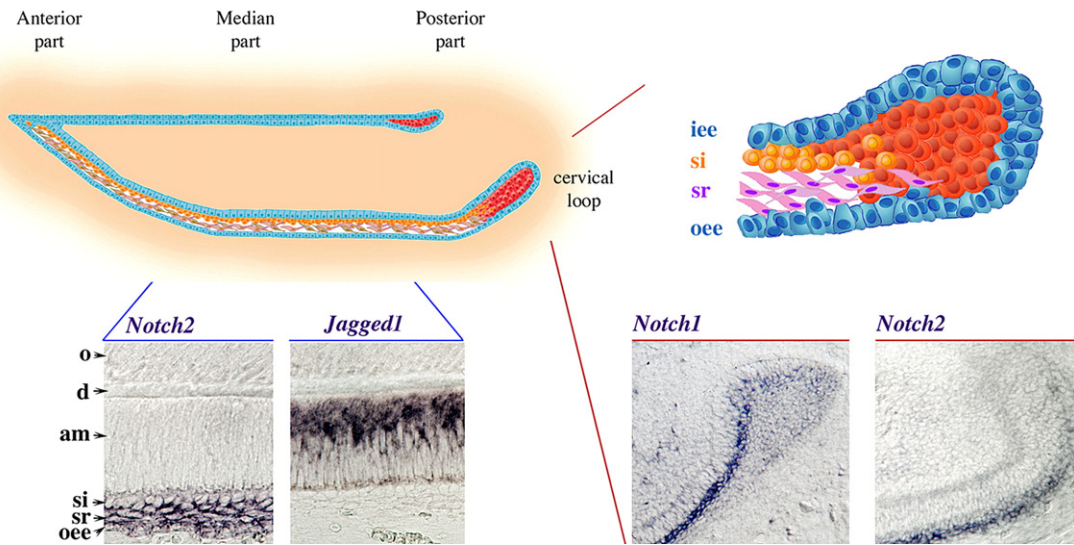 Anterior part
Median part
Posterior part
cervical loop
iee
si
sr
oee
Notch2
Jagged1
Notch1
Notch2
o
d
am
si
sr
oee